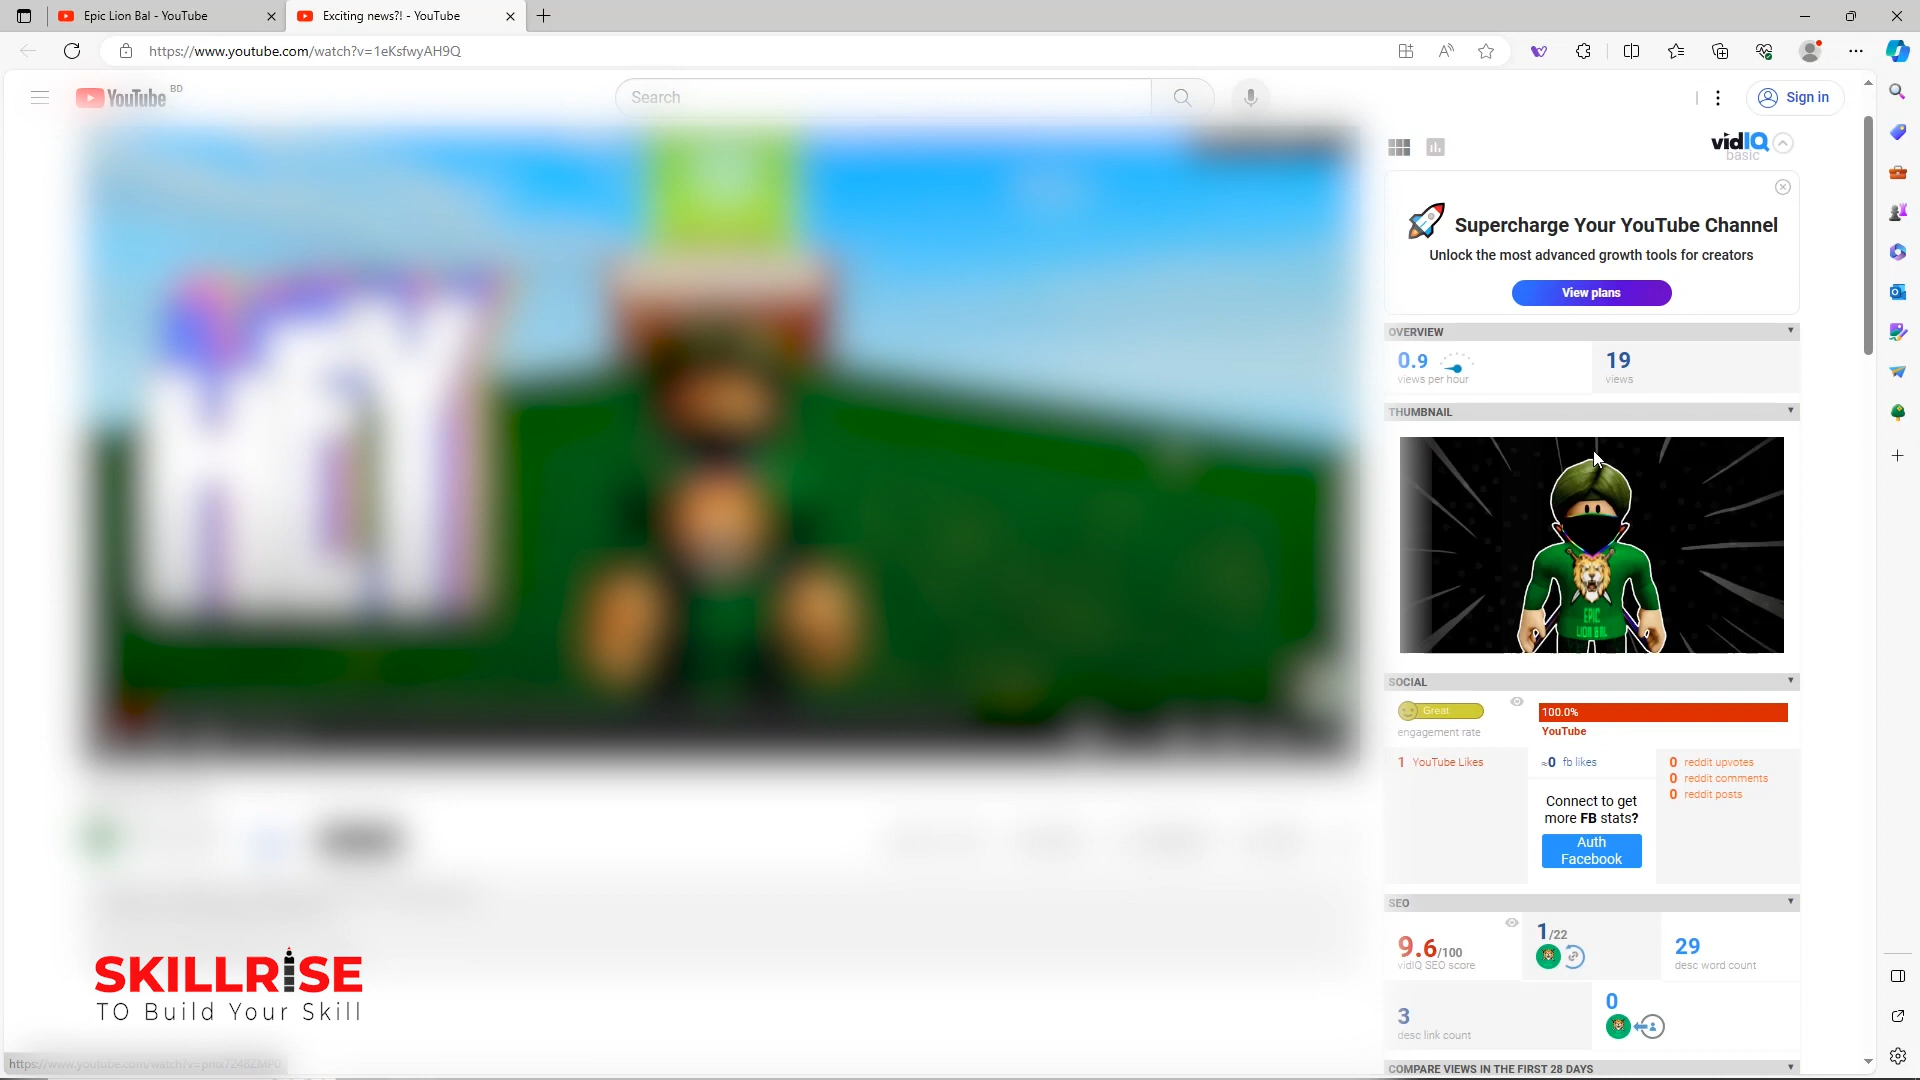 Epic Lion Bal - YouTube
Exciting news?! - YouTube
https://www.youtube.com/watch?v=1eKsfwyAH9Q
YouTube BD
Search
Sign in
vidIQ
basic
Supercharge Your YouTube Channel
Unlock the most advanced growth tools for creators
View plans
OVERVIEW
0.9
views per hour
19
views
THUMBNAIL
EPIC
LION BAL
SOCIAL
Great
engagement rate
100.0%
YouTube
1 YouTube Likes
≈0 fb likes
0 reddit upvotes
0 reddit comments
0 reddit posts
Connect to get
more FB stats?
Auth
Facebook
SEO
9.6/100
vidIQ SEO score
1/22
29
desc word count
3
desc link count
0
COMPARE VIEWS IN THE FIRST 28 DAYS
SKILLRISE
TO Build Your Skill